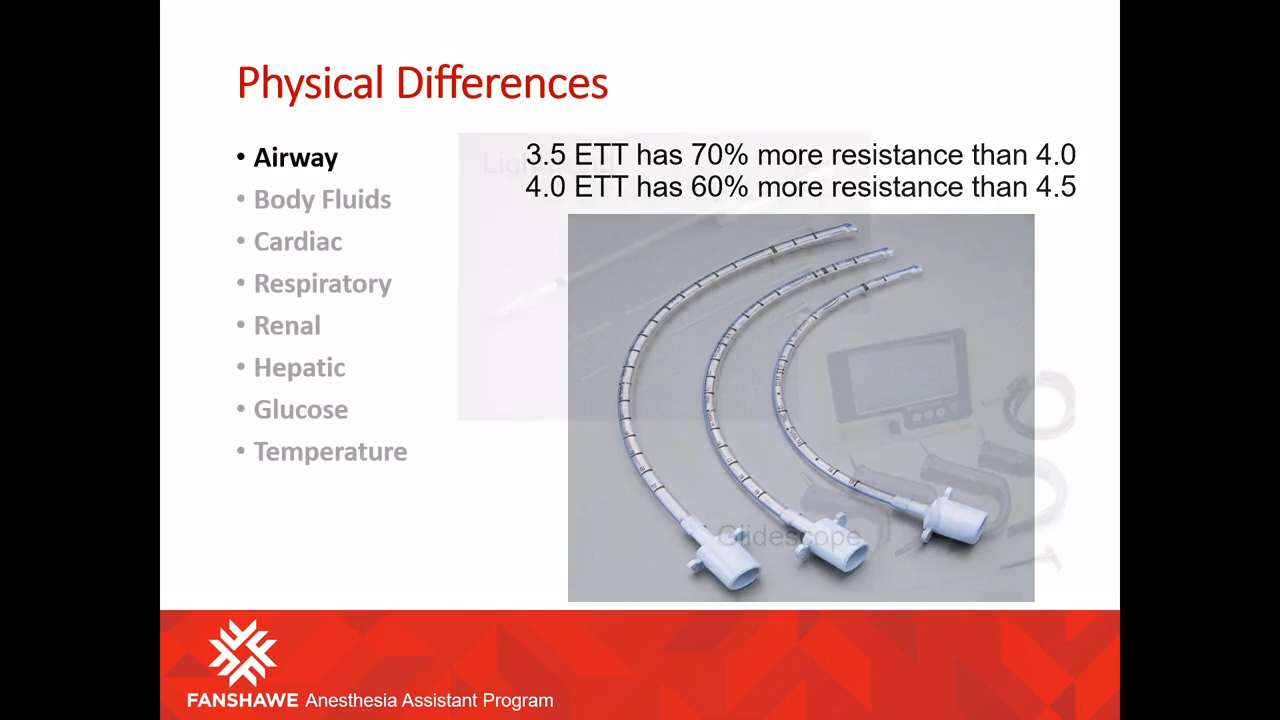 Physical Differences
• Airway
• Body Fluids
• Cardiac
• Respiratory
• Renal
• Hepatic
• Glucose
• Temperature
3.5 ETT has 70% more resistance than 4.0
4.0 ETT has 60% more resistance than 4.5
Glidescope
FANSHAWE Anesthesia Assistant Program